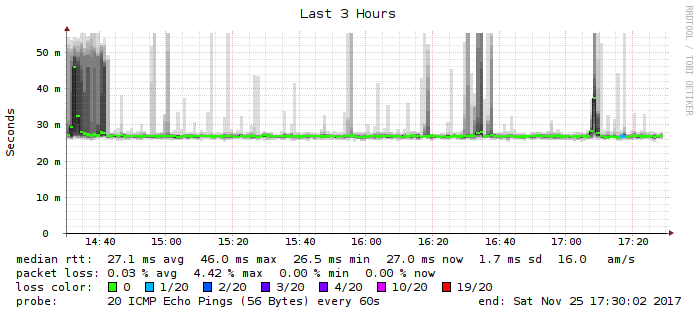 Last 3 Hours
RRDTOOL / TOBI OETIKER
Seconds
50 m
40 m
30 m
20 m
10 m
0
14:40 15:00 15:20 15:40 16:00 16:20 16:40 17:00 17:20
median rtt: 27.1 ms avg 46.0 ms max 26.5 ms min 27.0 ms now 1.7 ms sd 16.0 am/s
packet loss: 0.03 % avg 4.42 % max 0.00 % min 0.00 % now
loss color: 0 1/20 2/20 3/20 4/20 10/20 19/20
probe: 20 ICMP Echo Pings (56 Bytes) every 60s end: Sat Nov 25 17:30:02 2017